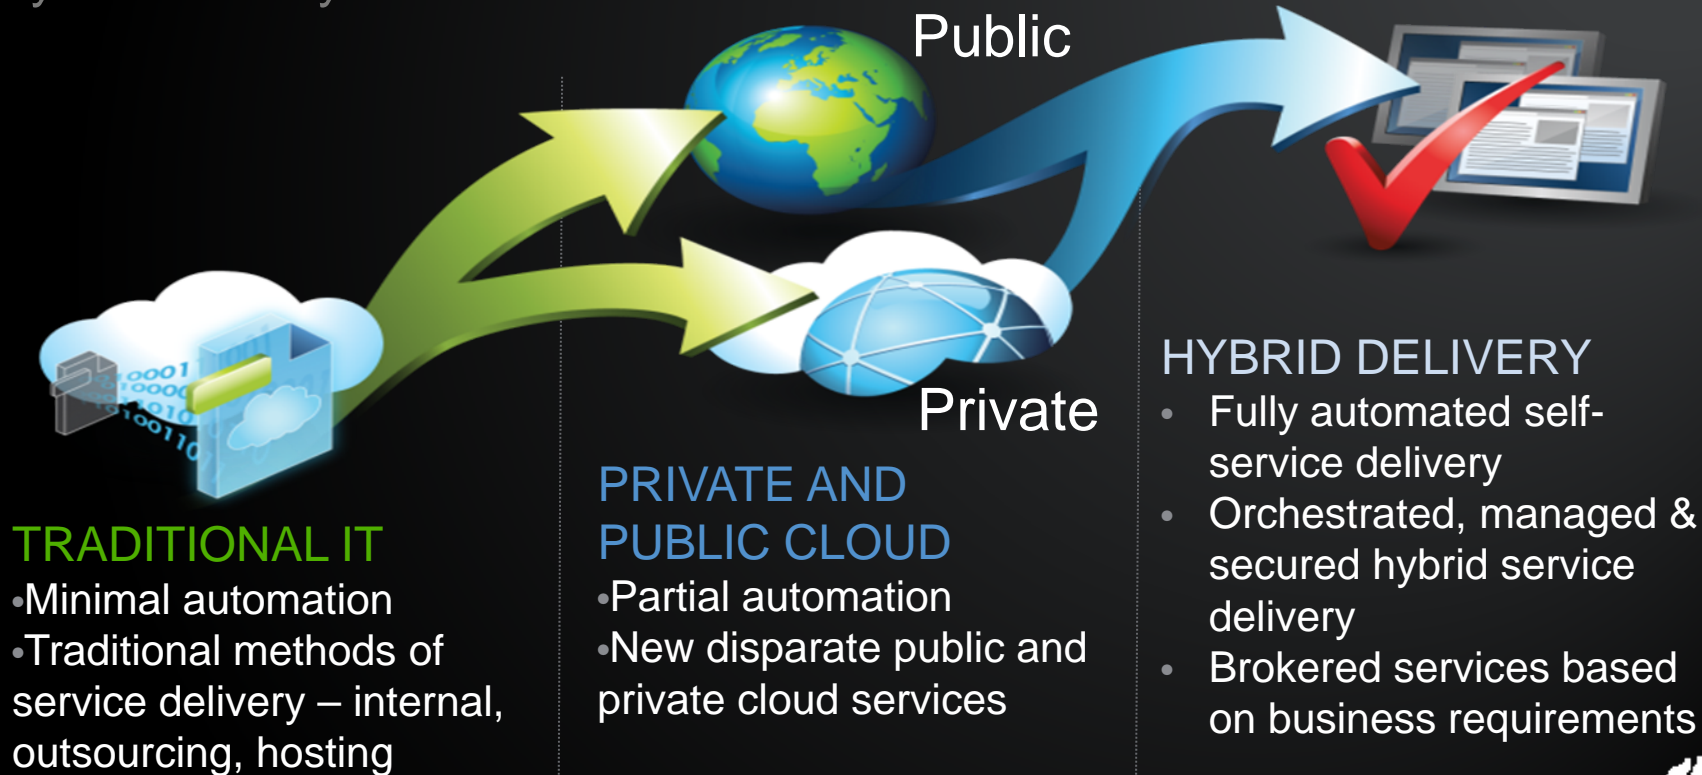 Public
Private
TRADITIONAL IT
•Minimal automation
•Traditional methods of
service delivery – internal,
outsourcing, hosting
PRIVATE AND
PUBLIC CLOUD
•Partial automation
•New disparate public and
private cloud services
HYBRID DELIVERY
• Fully automated self-
service delivery
• Orchestrated, managed &
secured hybrid service
delivery
• Brokered services based
on business requirements